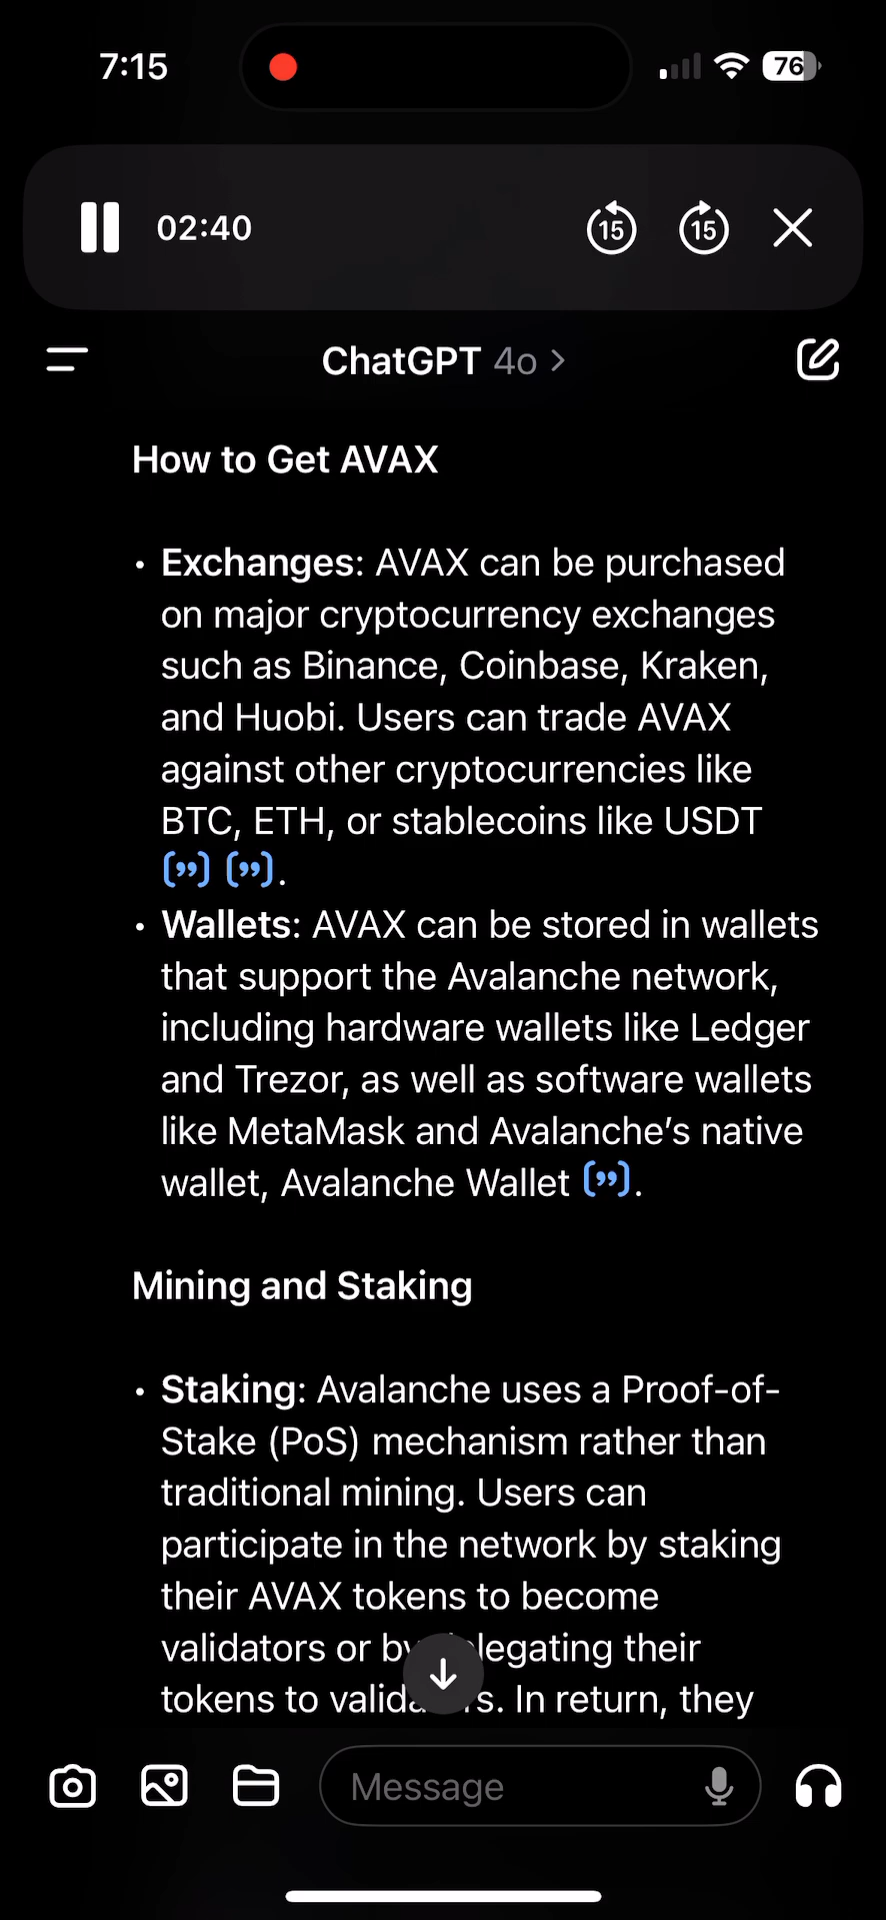 7:15
76
02:40
15
15
ChatGPT 4o >
How to Get AVAX
• Exchanges: AVAX can be purchased
on major cryptocurrency exchanges
such as Binance, Coinbase, Kraken,
and Huobi. Users can trade AVAX
against other cryptocurrencies like
BTC, ETH, or stablecoins like USDT
(”) (”).
• Wallets: AVAX can be stored in wallets
that support the Avalanche network,
including hardware wallets like Ledger
and Trezor, as well as software wallets
like MetaMask and Avalanche’s native
wallet, Avalanche Wallet (”).
Mining and Staking
• Staking: Avalanche uses a Proof-of-
Stake (PoS) mechanism rather than
traditional mining. Users can
participate in the network by staking
their AVAX tokens to become
validators or by delegating their
tokens to validators. In return, they
Message